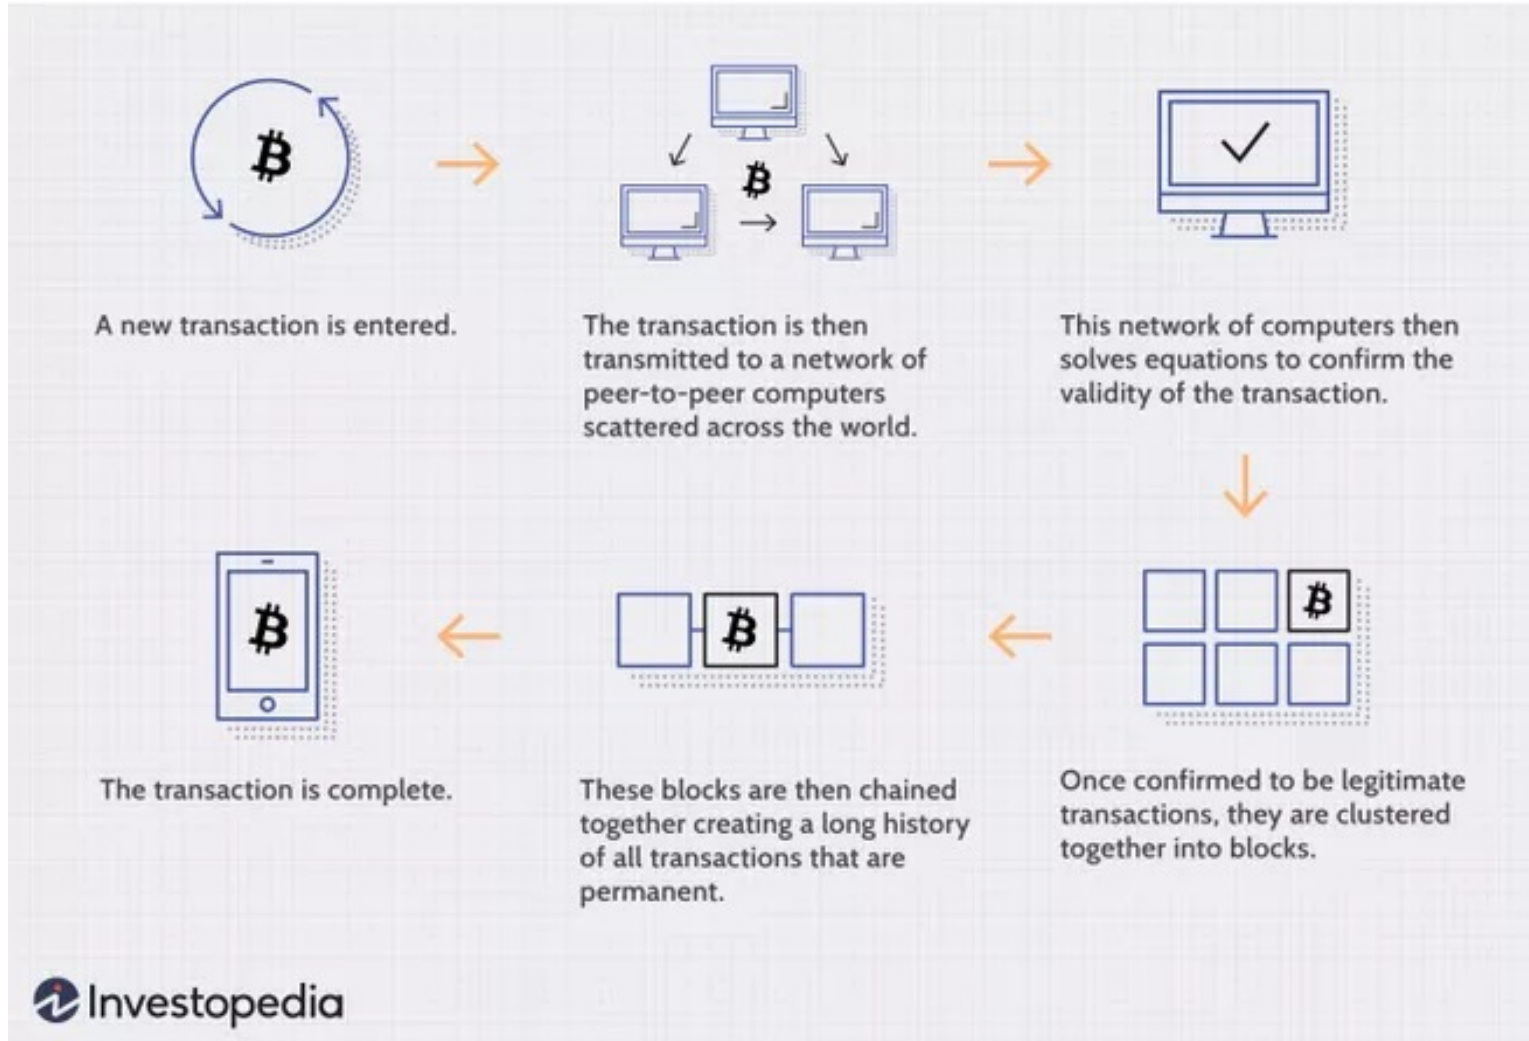 A new transaction is entered.
The transaction is then
transmitted to a network of
peer-to-peer computers
scattered across the world.
This network of computers then
solves equations to confirm the
validity of the transaction.
Once confirmed to be legitimate
transactions, they are clustered
together into blocks.
These blocks are then chained
together creating a long history
of all transactions that are
permanent.
The transaction is complete.
Investopedia